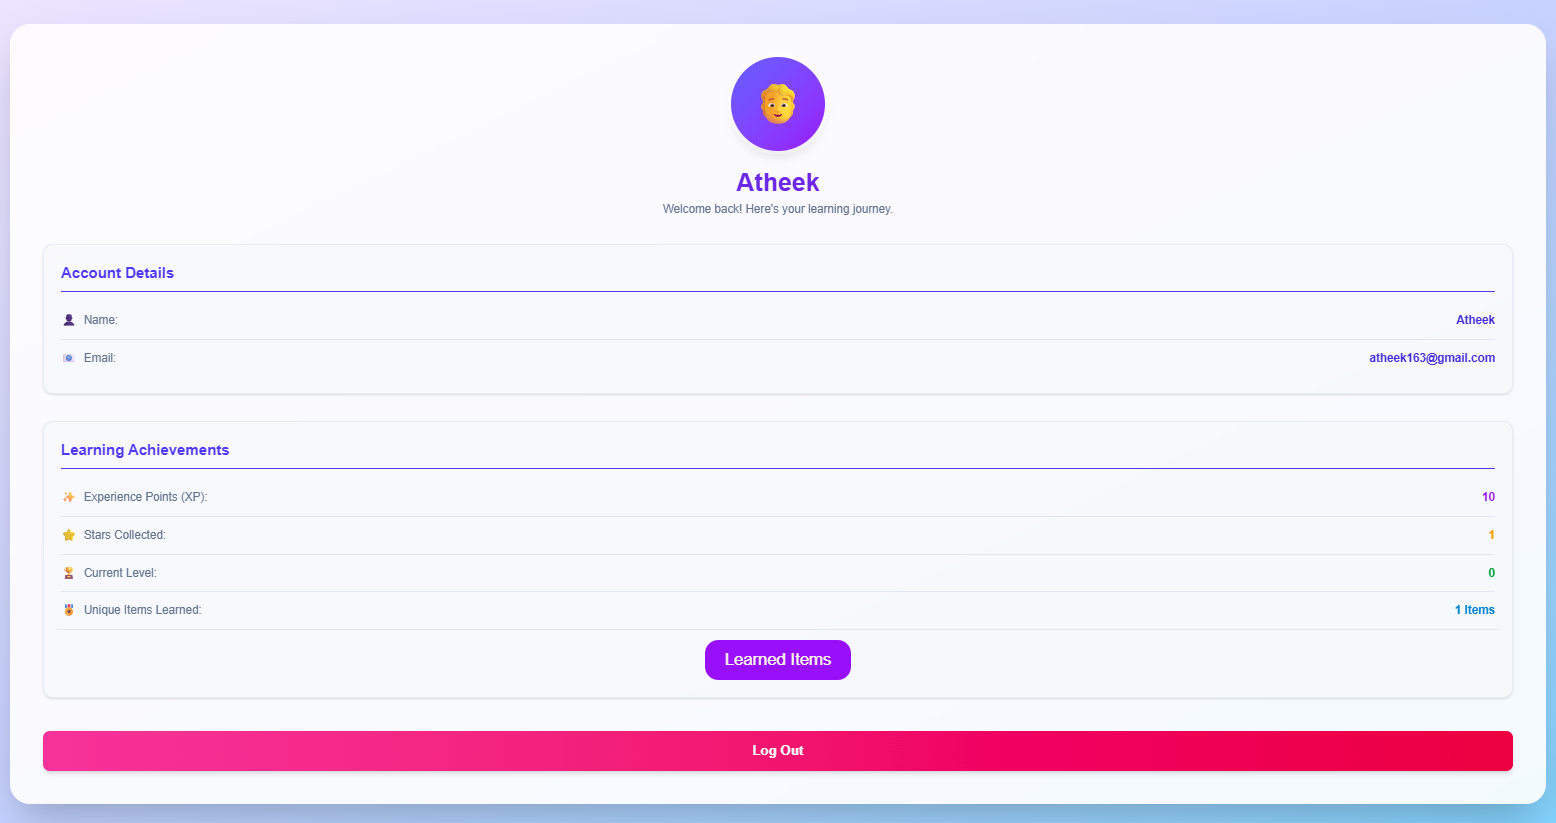 Atheek
Welcome back! Here's your learning journey.
Account Details
Name: Atheek
Email: atheek163@gmail.com
Learning Achievements
Experience Points (XP): 10
Stars Collected: 1
Current Level: 0
Unique Items Learned: 1 Items
Learned Items
Log Out